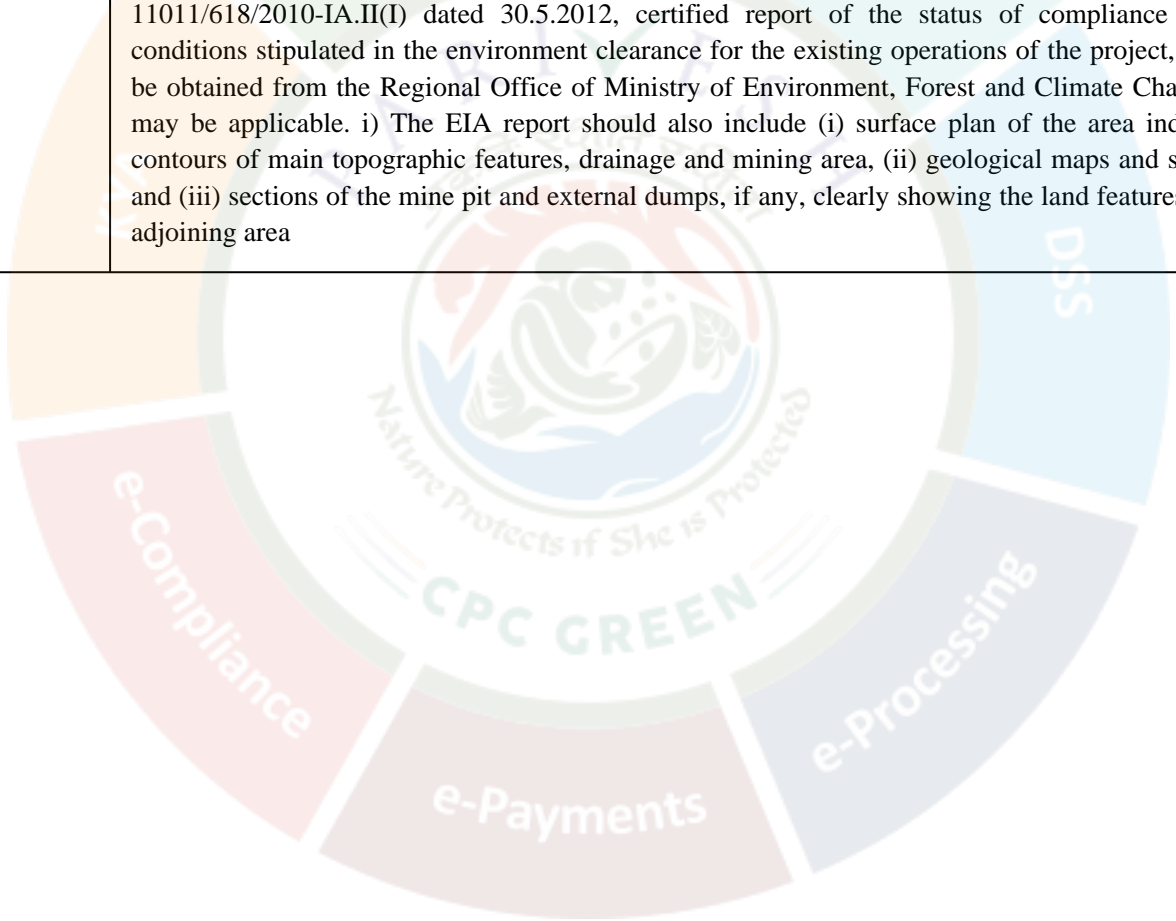 11011/618/2010-IA.II(I) dated 30.5.2012, certified report of the status of compliance
conditions stipulated in the environment clearance for the existing operations of the project,
be obtained from the Regional Office of Ministry of Environment, Forest and Climate Cha
may be applicable. i) The EIA report should also include (i) surface plan of the area ind
contours of main topographic features, drainage and mining area, (ii) geological maps and s
and (iii) sections of the mine pit and external dumps, if any, clearly showing the land features
adjoining area
PARIVESH
DSS
Nature Protects if She is Protected
CPC GREEN
e-Compliance
e-Payments
e-Processing